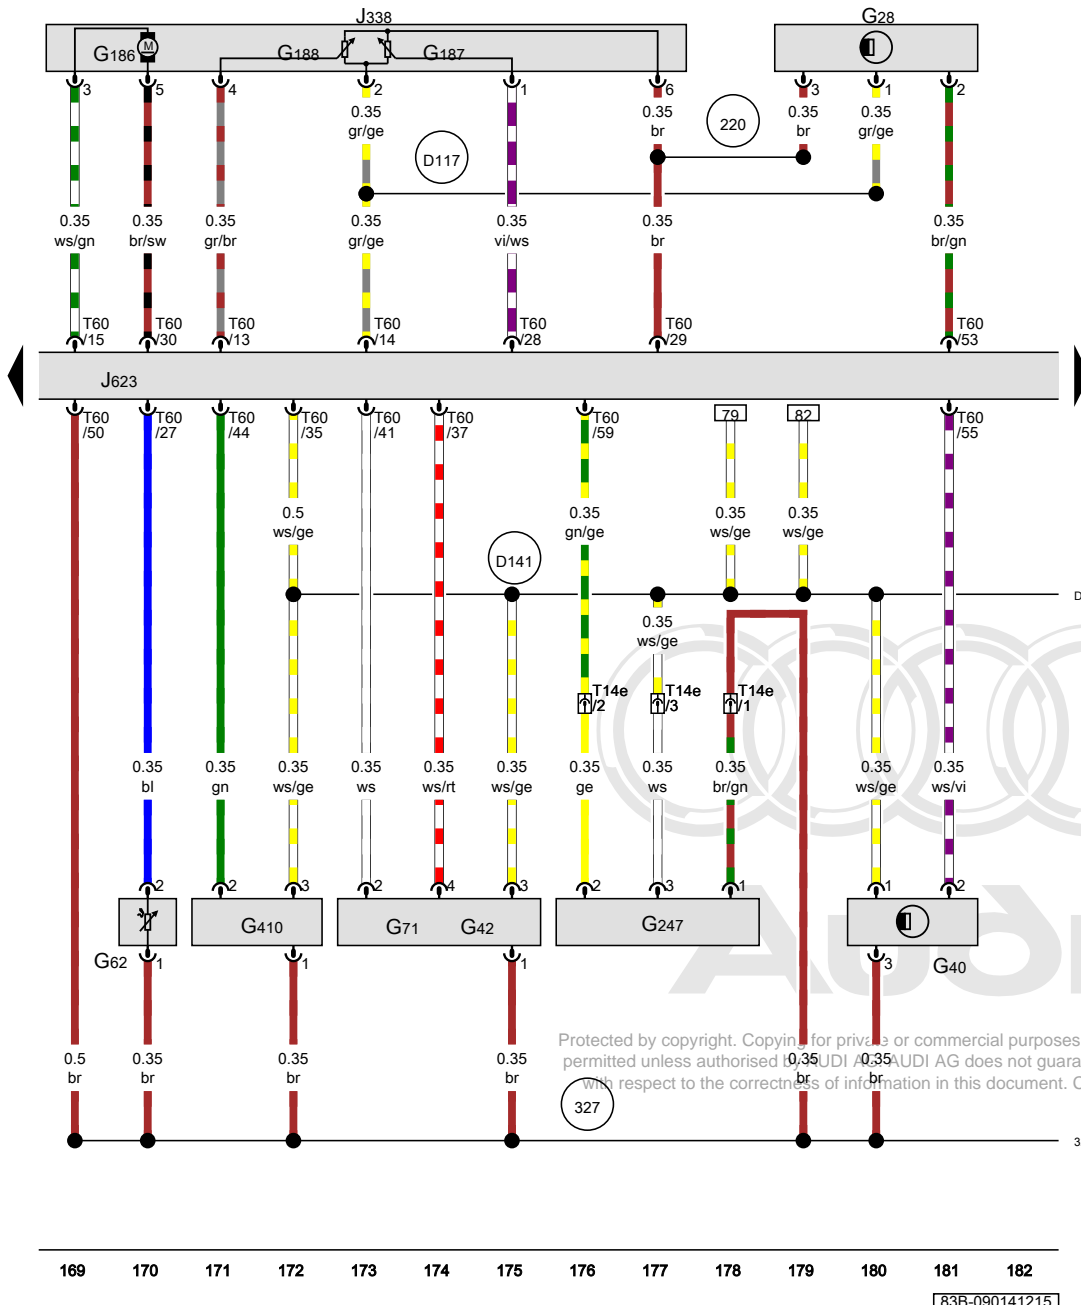 J338
G28
G186
G188
G187
M
3 5 4 2 1 6 3 1 2
0.35 gr/ge
0.35 br
0.35 br
0.35 gr/ge
220
D117
0.35 ws/gn
0.35 br/sw
0.35 gr/br
0.35 gr/ge
0.35 vi/ws
0.35 br
0.35 br/gn
T60 /15
T60 /30
T60 /13
T60 /14
T60 /28
T60 /29
T60 /53
J623
T60 /50
T60 /27
T60 /44
T60 /35
T60 /41
T60 /37
T60 /59
79
82
T60 /55
0.5 ws/ge
0.35 gn/ge
0.35 ws/ge
0.35 ws/ge
D141
D
0.35 ws/ge
T14e /2
T14e /3
T14e /1
0.35 bl
0.35 gn
0.35 ws/ge
0.35 ws
0.35 ws/rt
0.35 ws/ge
0.35 ge
0.35 ws
0.35 br/gn
0.35 ws/ge
0.35 ws/vi
2 2 3 2 4 3 2 3 1 1 2
G410
G71
G42
G247
G62
G40
1 1 1 3
Audi
Protected by copyright. Copying for private or commercial purposes
permitted unless authorised by AUDI AG. AUDI AG does not guara
with respect to the correctness of information in this document. C
0.5 br
0.35 br
0.35 br
0.35 br
0.35 br
0.35 br
327
3
169 170 171 172 173 174 175 176 177 178 179 180 181 182
83B-090141215